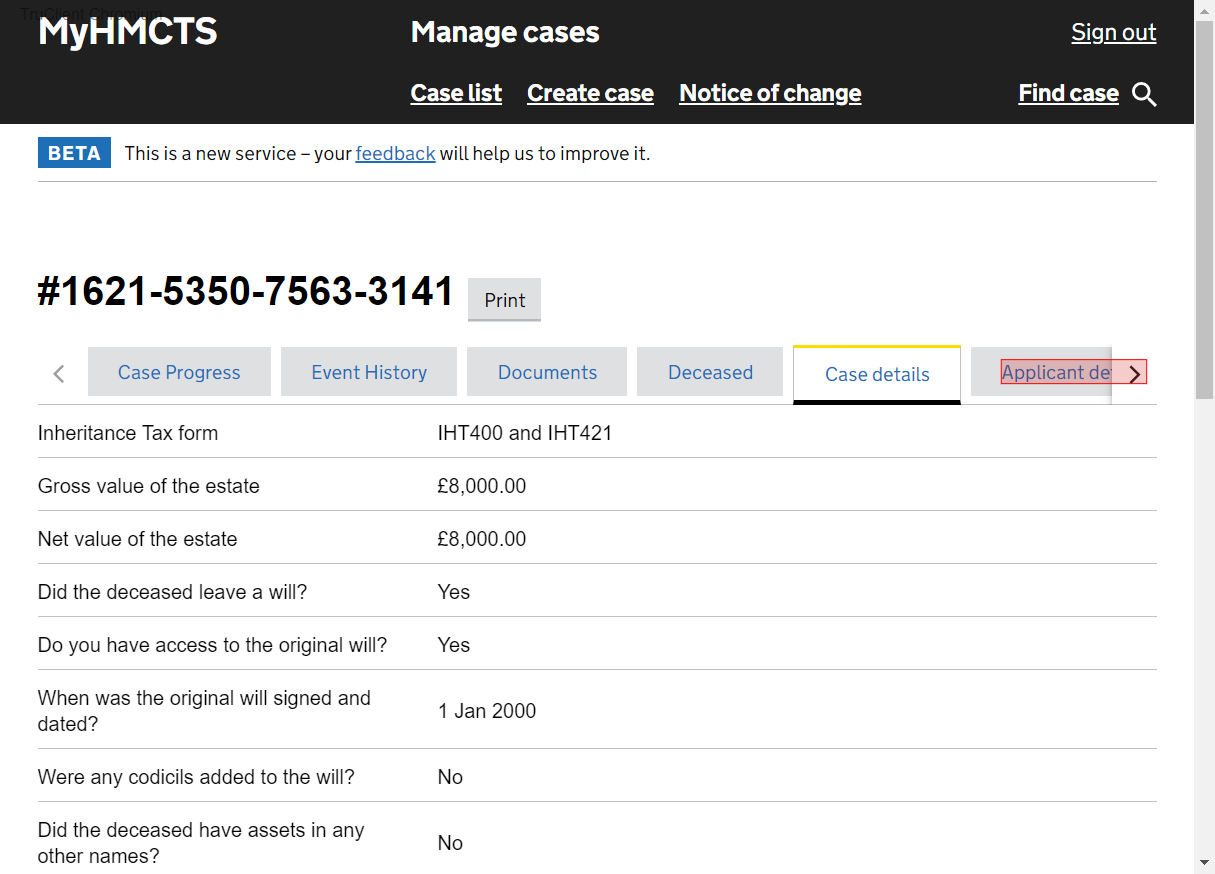 TruClient Chromium
MyHMCTS
Manage cases
Sign out
Case list
Create case
Notice of change
Find case
BETA This is a new service – your feedback will help us to improve it.
#1621-5350-7563-3141
Print
Case Progress
Event History
Documents
Deceased
Case details
Applicant de
Inheritance Tax form IHT400 and IHT421
Gross value of the estate £8,000.00
Net value of the estate £8,000.00
Did the deceased leave a will? Yes
Do you have access to the original will? Yes
When was the original will signed and
dated?
1 Jan 2000
Were any codicils added to the will? No
Did the deceased have assets in any
other names?
No